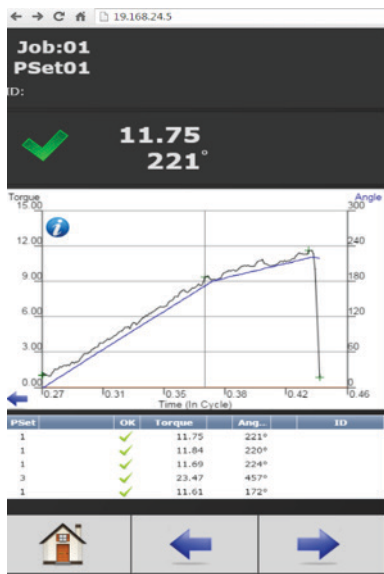 19.168.24.5
Job:01
PSet01
ID:
11.75
221°
Torque Angle
15.00 300
12.00 240
9.00 180
6.00 120
3.00 60
0.00 0
0.27 0.31 0.35 0.38 0.42 0.46
Time (In Cycle)
PSet OK Torque Ang... ID
1 11.75 221°
1 11.84 220°
1 11.69 224°
3 23.47 457°
1 11.61 172°